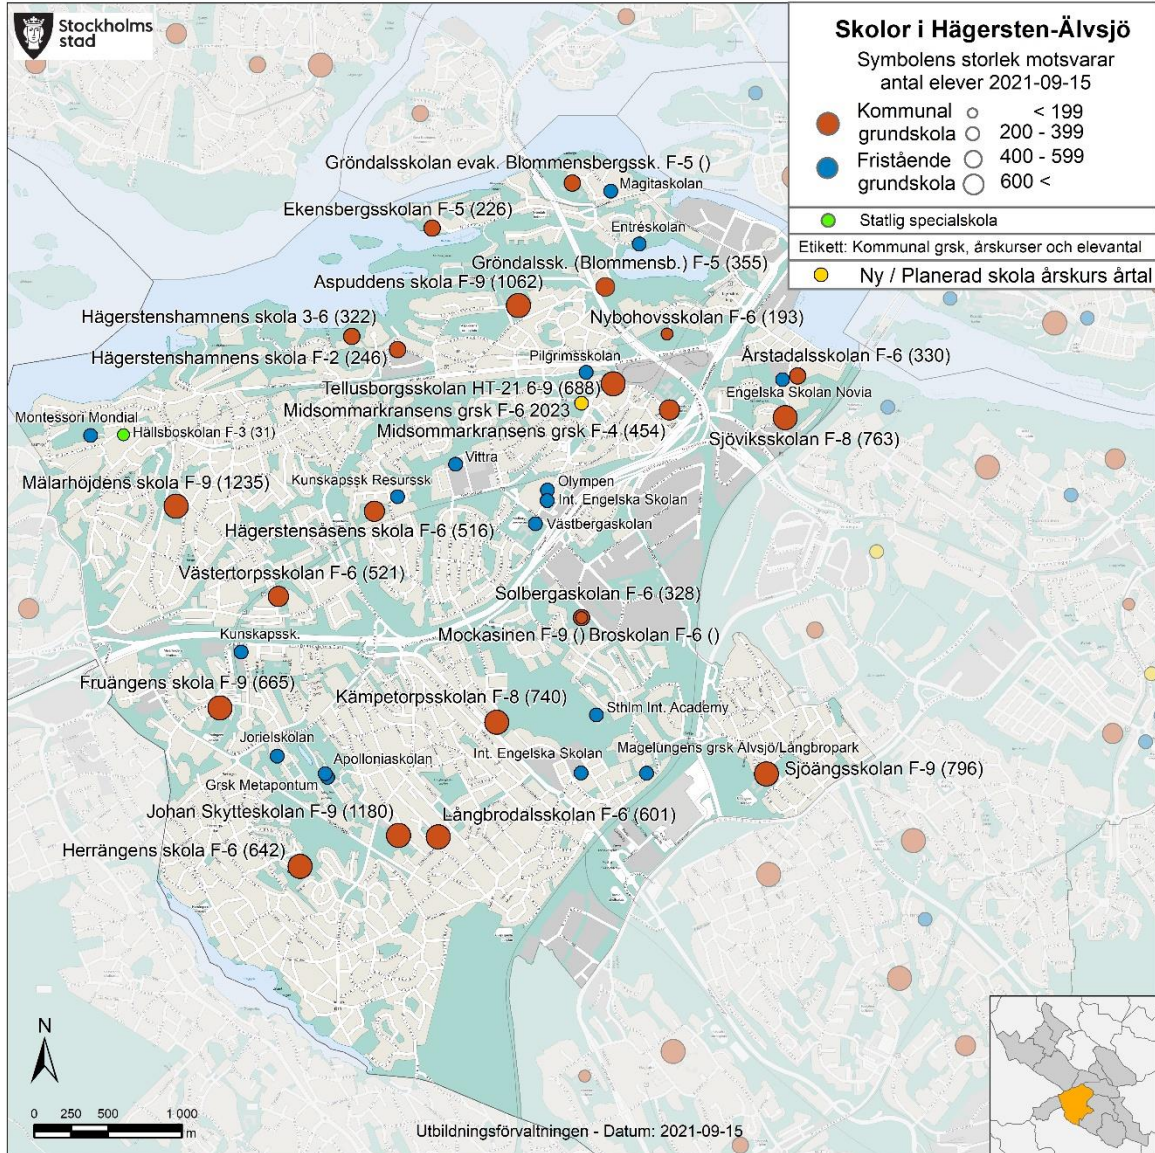 Stockholms
stad
Skolor i Hägersten-Älvsjö
Symbolens storlek motsvarar
antal elever 2021-09-15
Kommunal
grundskola
Fristående
grundskola
< 199
200 - 399
400 - 599
600 <
Statlig specialskola
Etikett: Kommunal grsk, årskurser och elevantal
Ny / Planerad skola årskurs årtal
Gröndalsskolan evak. Blommensbergssk. F-5 ()
Magitaskolan
Ekensbergsskolan F-5 (226)
Entréskolan
Gröndalssk. (Blommensb.) F-5 (355)
Aspuddens skola F-9 (1062)
Hägerstenshamnens skola 3-6 (322)
Nybohovsskolan F-6 (193)
Hägerstenshamnens skola F-2 (246)
Pilgrimsskolan
Årstadalsskolan F-6 (330)
Tellusborgsskolan HT-21 6-9 (688)
Engelska Skolan Novia
Midsommarkransens grsk F-6 2023
Montessori Mondial
Hällsboskolan F-3 (31)
Midsommarkransens grsk F-4 (454)
Sjöviksskolan F-8 (763)
Vittra
Mälarhöjdens skola F-9 (1235)
Kunskapssk Resurssk
Olympen
Int. Engelska Skolan
Hägerstensåsens skola F-6 (516)
Västbergaskolan
Västertorpsskolan F-6 (521)
Solbergaskolan F-6 (328)
Mockasinen F-9 () Broskolan F-6 ()
Kunskapssk.
Fruängens skola F-9 (665)
Kämpetorpsskolan F-8 (740)
Sthlm Int. Academy
Jorielskolan
Apolloniaskolan
Int. Engelska Skolan
Magelungens grsk Älvsjö/Långbropark
Grsk Metapontum
Sjöängsskolan F-9 (796)
Johan Skytteskolan F-9 (1180)
Långbrodalsskolan F-6 (601)
Herrängens skola F-6 (642)
N
0 250 500 1 000
m
Utbildningsförvaltningen - Datum: 2021-09-15